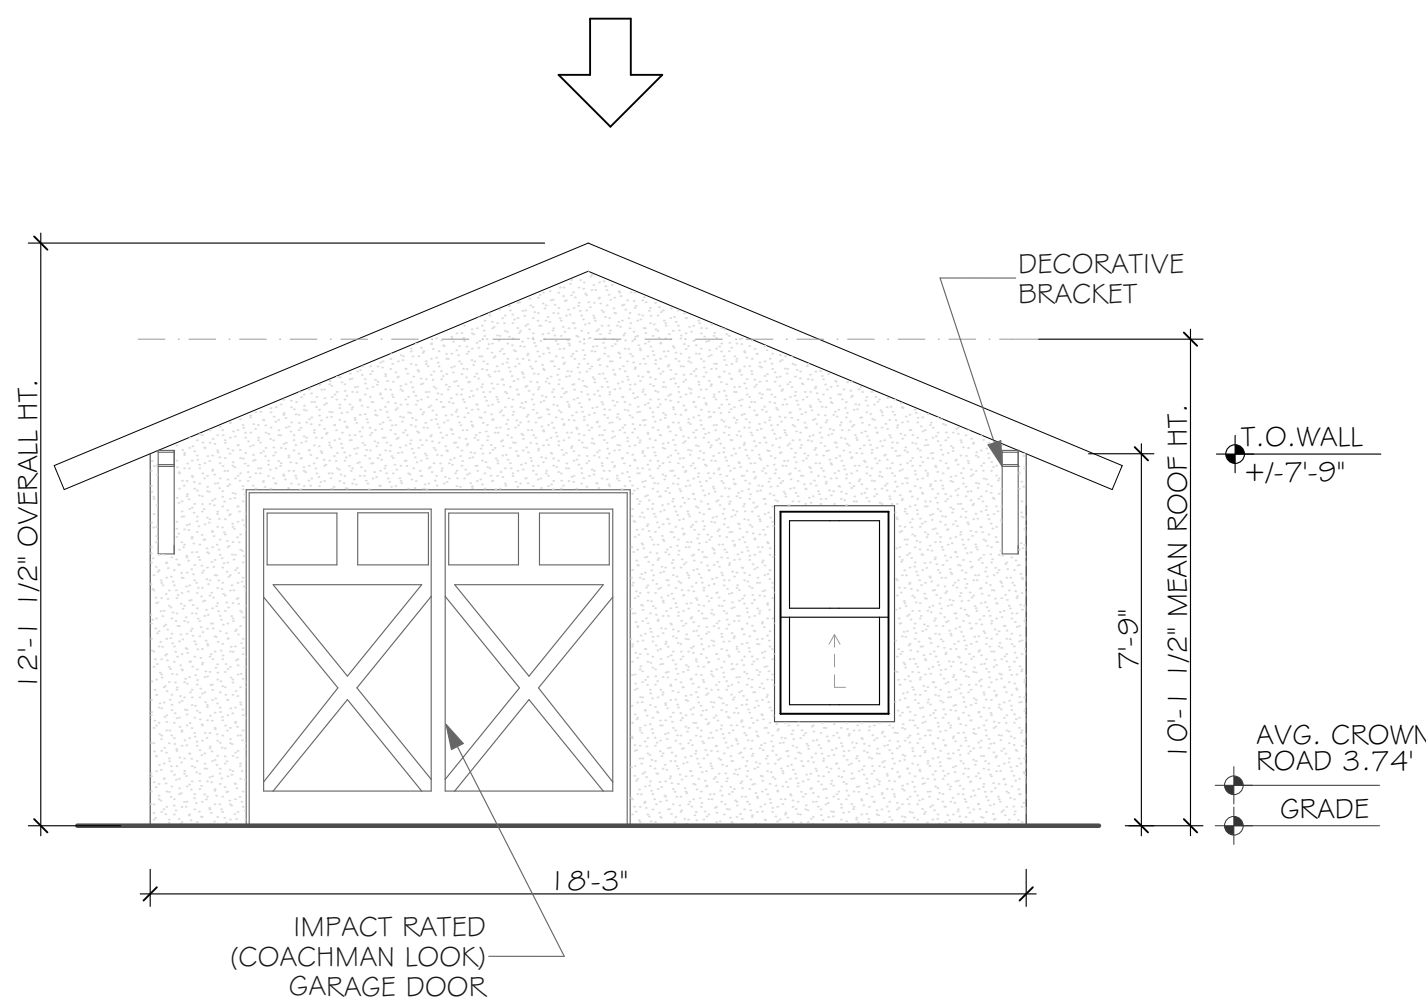 DECORATIVE
BRACKET
12'-1 1/2" OVERALL HT.
10'-1 1/2" MEAN ROOF HT.
T.O.WALL
+/-7'-9"
7'-9"
AVG. CROWN
ROAD 3.74'
GRADE
18'-3"
IMPACT RATED
(COACHMAN LOOK)
GARAGE DOOR